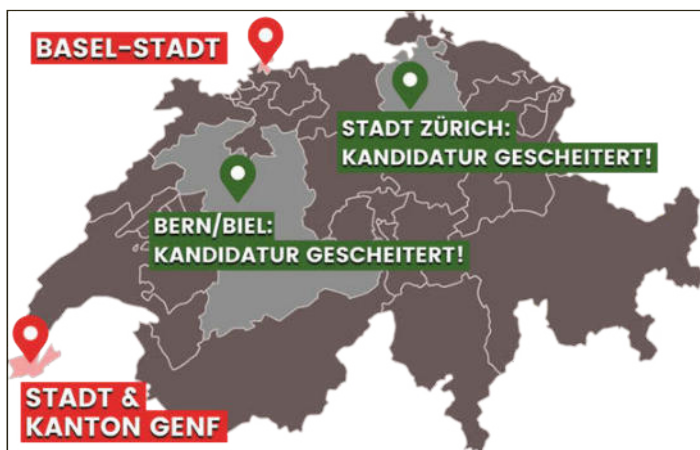 BASEL-STADT
STADT ZÜRICH:
KANDIDATUR GESCHEITERT!
BERN/BIEL:
KANDIDATUR GESCHEITERT!
STADT &
KANTON GENF